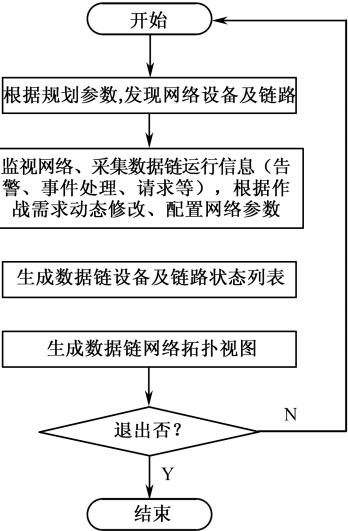 开始
根据规划参数,发现网络设备及链路
监视网络、采集数据链运行信息（告
警、事件处理、请求等），根据作
战需求动态修改、配置网络参数
生成数据链设备及链路状态列表
生成数据链网络拓扑视图
退出否？
N
Y
结束